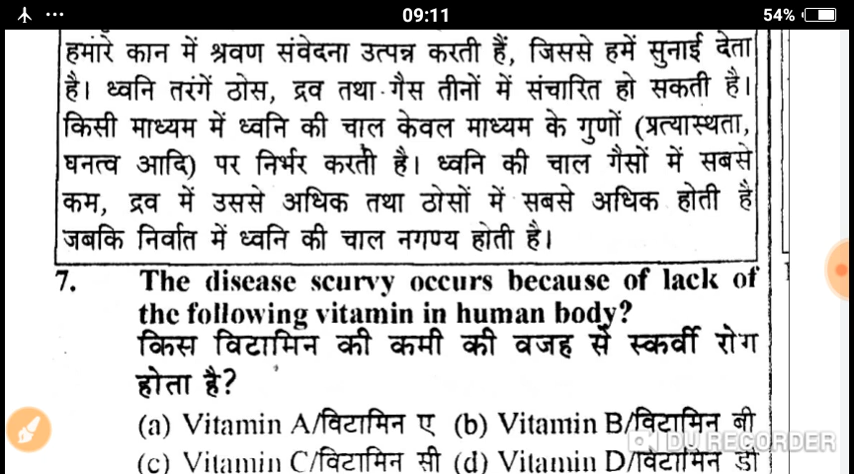 09:11
54%
हमारे कान में श्रवण संवेदना उत्पन्न करती हैं, जिससे हमें सुनाई देता
है। ध्वनि तरंगें ठोस, द्रव तथा गैस तीनों में संचारित हो सकती है।
किसी माध्यम में ध्वनि की चाल केवल माध्यम के गुणों (प्रत्यास्थता,
घनत्व आदि) पर निर्भर करती है। ध्वनि की चाल गैसों में सबसे
कम, द्रव में उससे अधिक तथा ठोसों में सबसे अधिक होती है
जबकि निर्वात में ध्वनि की चाल नगण्य होती है।
7. The disease scurvy occurs because of lack of
the following vitamin in human body?
किस विटामिन की कमी की वजह से स्कर्वी रोग
होता है?
(a) Vitamin A/विटामिन ए (b) Vitamin B/विटामिन बी
(c) Vitamin C/विटामिन सी (d) Vitamin D/विटामिन डी
DU RECORDER